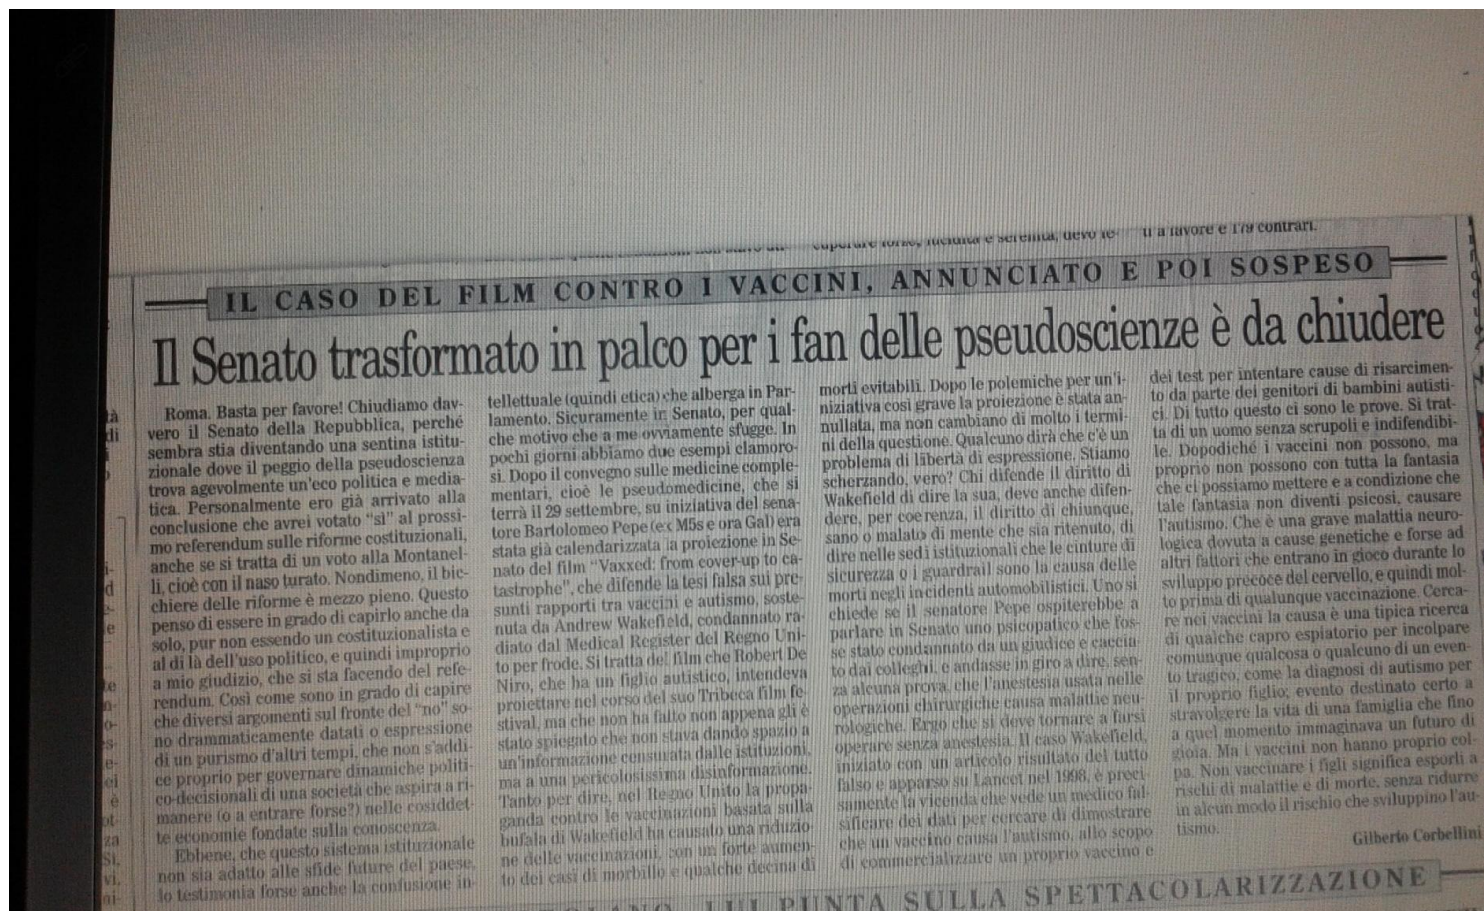 ti a favore e 179 contrari.
IL CASO DEL FILM CONTRO I VACCINI, ANNUNCIATO E POI SOSPESO
Il Senato trasformato in palco per i fan delle pseudoscienze è da chiudere
Roma. Basta per favore! Chiudiamo dav-
vero il Senato della Repubblica, perché
sembra stia diventando una sentina istitu-
zionale dove il peggio della pseudoscienza
trova agevolmente un'eco politica e media-
tica. Personalmente ero già arrivato alla
conclusione che avrei votato "sì" al prossi-
mo referendum sulle riforme costituzionali,
anche se si tratta di un voto alla Montanel-
li, cioè con il naso turato. Nondimeno, il bic-
chiere delle riforme è mezzo pieno. Questo
penso di essere in grado di capirlo anche da
solo, pur non essendo un costituzionalista e
al di là dell'uso politico, e quindi improprio
a mio giudizio, che si sta facendo del refe-
rendum. Così come sono in grado di capire
che diversi argomenti sul fronte del "no" so-
no drammaticamente datati o espressione
di un purismo d'altri tempi, che non s'addi-
ce proprio per governare dinamiche politi-
co-decisionali di una società che aspira a ri-
manere (o a entrare forse?) nelle cosiddet-
te economie fondate sulla conoscenza.
Ebbene, che questo sistema istituzionale
non sia adatto alle sfide future del paese,
lo testimonia forse anche la confusione in-
tellettuale (quindi etica) che alberga in Par-
lamento. Sicuramente in Senato, per qual-
che motivo che a me ovviamente sfugge. In
pochi giorni abbiamo due esempi clamoro-
si. Dopo il convegno sulle medicine comple-
mentari, cioè le pseudomedicine, che si
terrà il 29 settembre, su iniziativa del sena-
tore Bartolomeo Pepe (ex M5s e ora Gal) era
stata già calendarizzata la proiezione in Se-
nato del film "Vaxxed: from cover-up to ca-
tastrophe", che difende la tesi falsa sui pre-
sunti rapporti tra vaccini e autismo, soste-
nuta da Andrew Wakefield, condannato ra-
diato dal Medical Register del Regno Uni-
to per frode. Si tratta del film che Robert De
Niro, che ha un figlio autistico, intendeva
proiettare nel corso del suo Tribeca film fe-
stival, ma che non ha fatto non appena gli è
stato spiegato che non stava dando spazio a
un'informazione censurata dalle istituzioni,
ma a una pericolosissima disinformazione.
Tanto per dire, nel Regno Unito la propa-
ganda contro le vaccinazioni basata sulla
bufala di Wakefield ha causato una riduzio-
ne delle vaccinazioni, con un forte aumen-
to dei casi di morbillo e qualche decina di
morti evitabili. Dopo le polemiche per un'i-
niziativa così grave la proiezione è stata an-
nullata, ma non cambiano di molto i termi-
ni della questione. Qualcuno dirà che c'è un
problema di libertà di espressione. Stiamo
scherzando, vero? Chi difende il diritto di
Wakefield di dire la sua, deve anche difen-
dere, per coerenza, il diritto di chiunque,
sano o malato di mente che sia ritenuto, di
dire nelle sedi istituzionali che le cinture di
sicurezza o i guardrail sono la causa delle
morti negli incidenti automobilistici. Uno si
chiede se il senatore Pepe ospiterebbe a
parlare in Senato uno psicopatico che fos-
se stato condannato da un giudice e caccia-
to dai colleghi, e andasse in giro a dire, sen-
za alcuna prova, che l'anestesia usata nelle
operazioni chirurgiche causa malattie neu-
rologiche. Ergo che si deve tornare a farsi
operare senza anestesia. Il caso Wakefield,
iniziato con un articolo risultato del tutto
falso e apparso su Lancet nel 1998, è preci-
samente la vicenda che vede un medico fal-
sificare dei dati per cercare di dimostrare
che un vaccino causa l'autismo, allo scopo
di commercializzare un proprio vaccino e
dei test per intentare cause di risarcimen-
to da parte dei genitori di bambini autisti-
ci. Di tutto questo ci sono le prove. Si trat-
ta di un uomo senza scrupoli e indifendibi-
le. Dopodiché i vaccini non possono, ma
proprio non possono con tutta la fantasia
che ci possiamo mettere e a condizione che
tale fantasia non diventi psicosi, causare
l'autismo. Che è una grave malattia neuro-
logica dovuta a cause genetiche e forse ad
altri fattori che entrano in gioco durante lo
sviluppo precoce del cervello, e quindi mol-
to prima di qualunque vaccinazione. Cerca-
re nei vaccini la causa è una tipica ricerca
di qualche capro espiatorio per incolpare
comunque qualcosa o qualcuno di un even-
to tragico, come la diagnosi di autismo per
il proprio figlio; evento destinato certo a
stravolgere la vita di una famiglia che fino
a quel momento immaginava un futuro di
gioia. Ma i vaccini non hanno proprio col-
pa. Non vaccinare i figli significa esporli a
rischi di malattie e di morte, senza ridurre
in alcun modo il rischio che sviluppino l'au-
tismo.
Gilberto Corbellini
LUI PUNTA SULLA SPETTACOLARIZZAZIONE